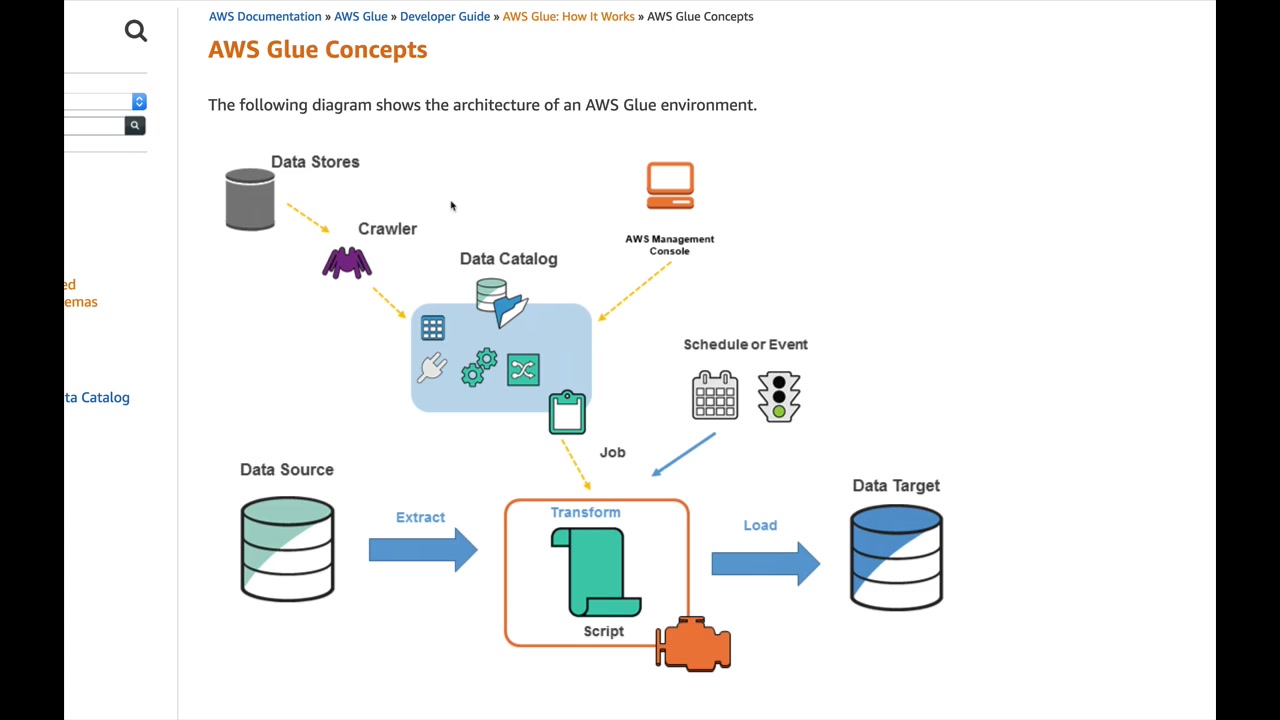 AWS Documentation » AWS Glue » Developer Guide » AWS Glue: How It Works » AWS Glue Concepts
AWS Glue Concepts
The following diagram shows the architecture of an AWS Glue environment.
Data Stores
Crawler
AWS Management
Console
Data Catalog
Schedule or Event
ed
emas
ta Catalog
Job
Data Source
Data Target
Extract
Transform
Load
Script